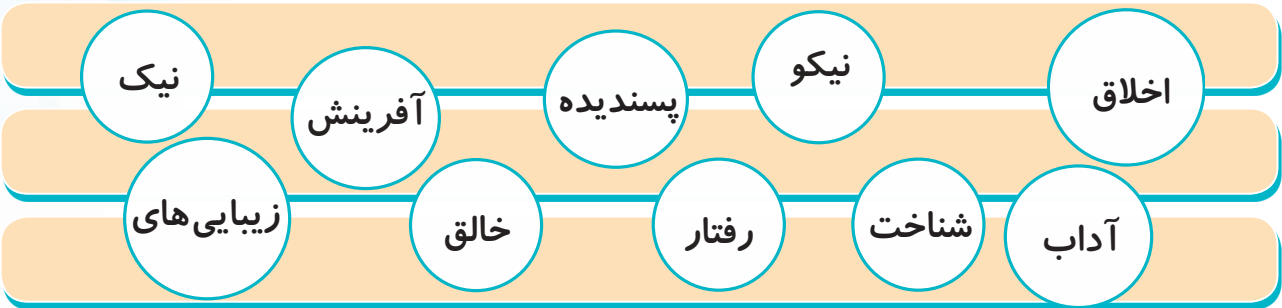 اخلاق
نیکو
پسندیده
آفرینش
نیک
آداب
شناخت
رفتار
خالق
زیبایی‌های